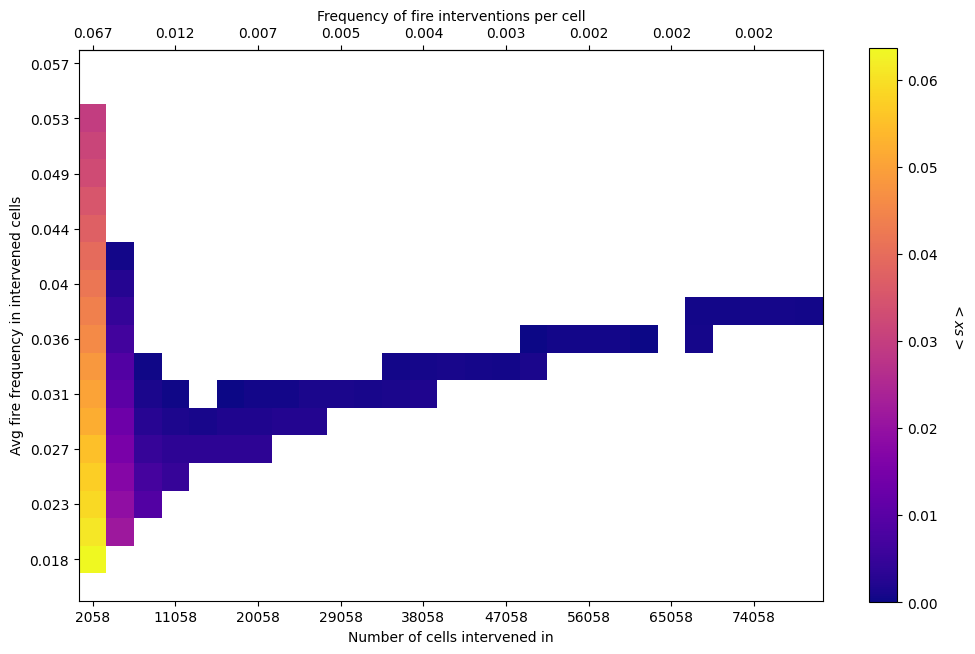 Frequency of fire interventions per cell
0.067 0.012 0.007 0.005 0.004 0.003 0.002 0.002 0.002
0.057
0.053
0.049
0.044
0.04
0.036
0.031
0.027
0.023
0.018
Avg fire frequency in intervened cells
2058 11058 20058 29058 38058 47058 56058 65058 74058
Number of cells intervened in
0.06
0.05
0.04
0.03
0.02
0.01
0.00
< sx >